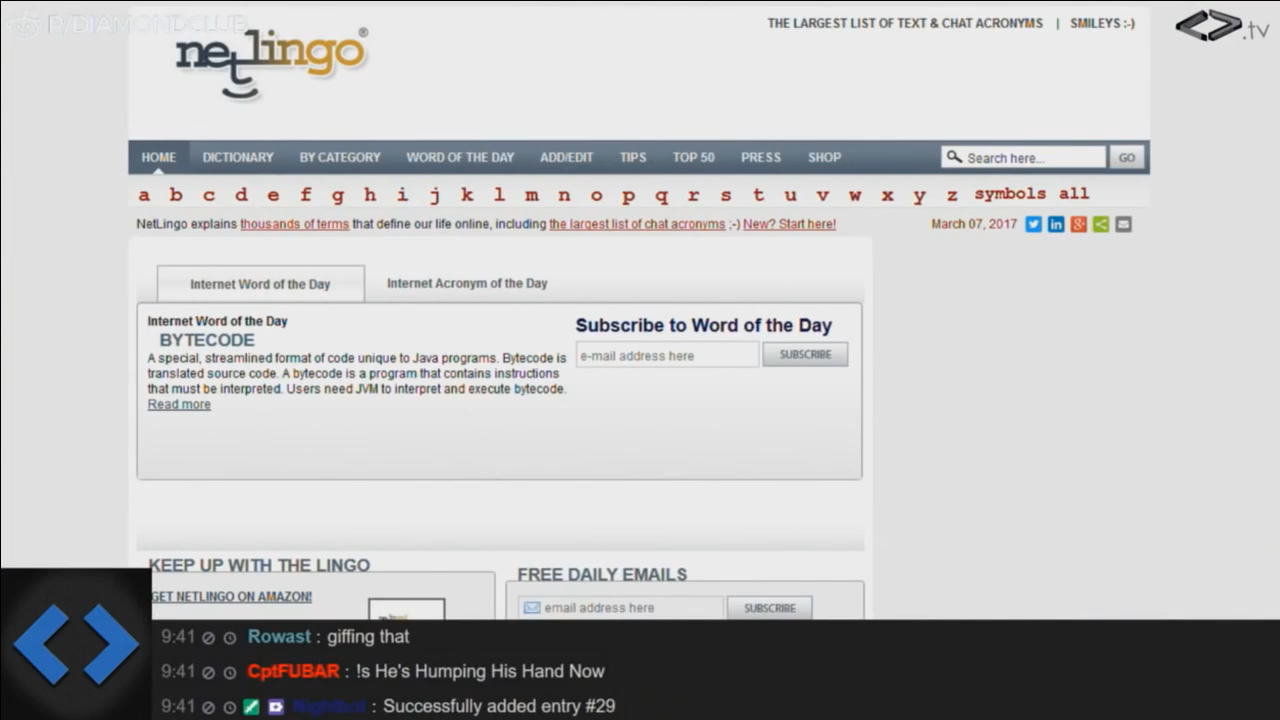 R/DIAMONDCLUB
THE LARGEST LIST OF TEXT & CHAT ACRONYMS | SMILEYS :-)
.tv
netlingo®
HOME DICTIONARY BY CATEGORY WORD OF THE DAY ADD/EDIT TIPS TOP 50 PRESS SHOP Search here... GO
a b c d e f g h i j k l m n o p q r s t u v w x y z symbols all
NetLingo explains thousands of terms that define our life online, including the largest list of chat acronyms ;-) New? Start here! March 07, 2017
Internet Word of the Day Internet Acronym of the Day
Internet Word of the Day
BYTECODE
A special, streamlined format of code unique to Java programs. Bytecode is
translated source code. A bytecode is a program that contains instructions
that must be interpreted. Users need JVM to interpret and execute bytecode.
Read more
Subscribe to Word of the Day
e-mail address here SUBSCRIBE
KEEP UP WITH THE LINGO
GET NETLINGO ON AMAZON!
FREE DAILY EMAILS
email address here SUBSCRIBE
9:41 Rowast : giffing that
9:41 CptFUBAR : !s He's Humping His Hand Now
9:41 Nightbot : Successfully added entry #29